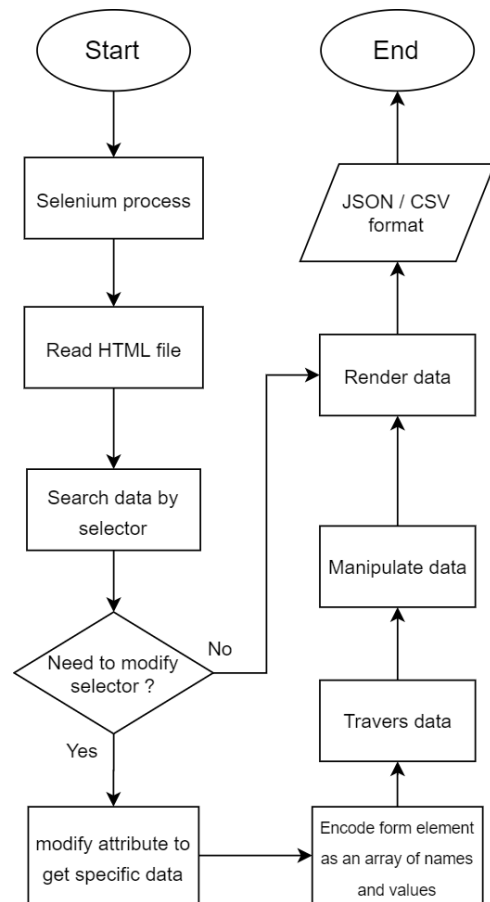 Start
Selenium process
Read HTML file
Search data by
selector
Need to modify
selector ?
No
Yes
modify attribute to
get specific data
Encode form element
as an array of names
and values
Travers data
Manipulate data
Render data
JSON / CSV
format
End